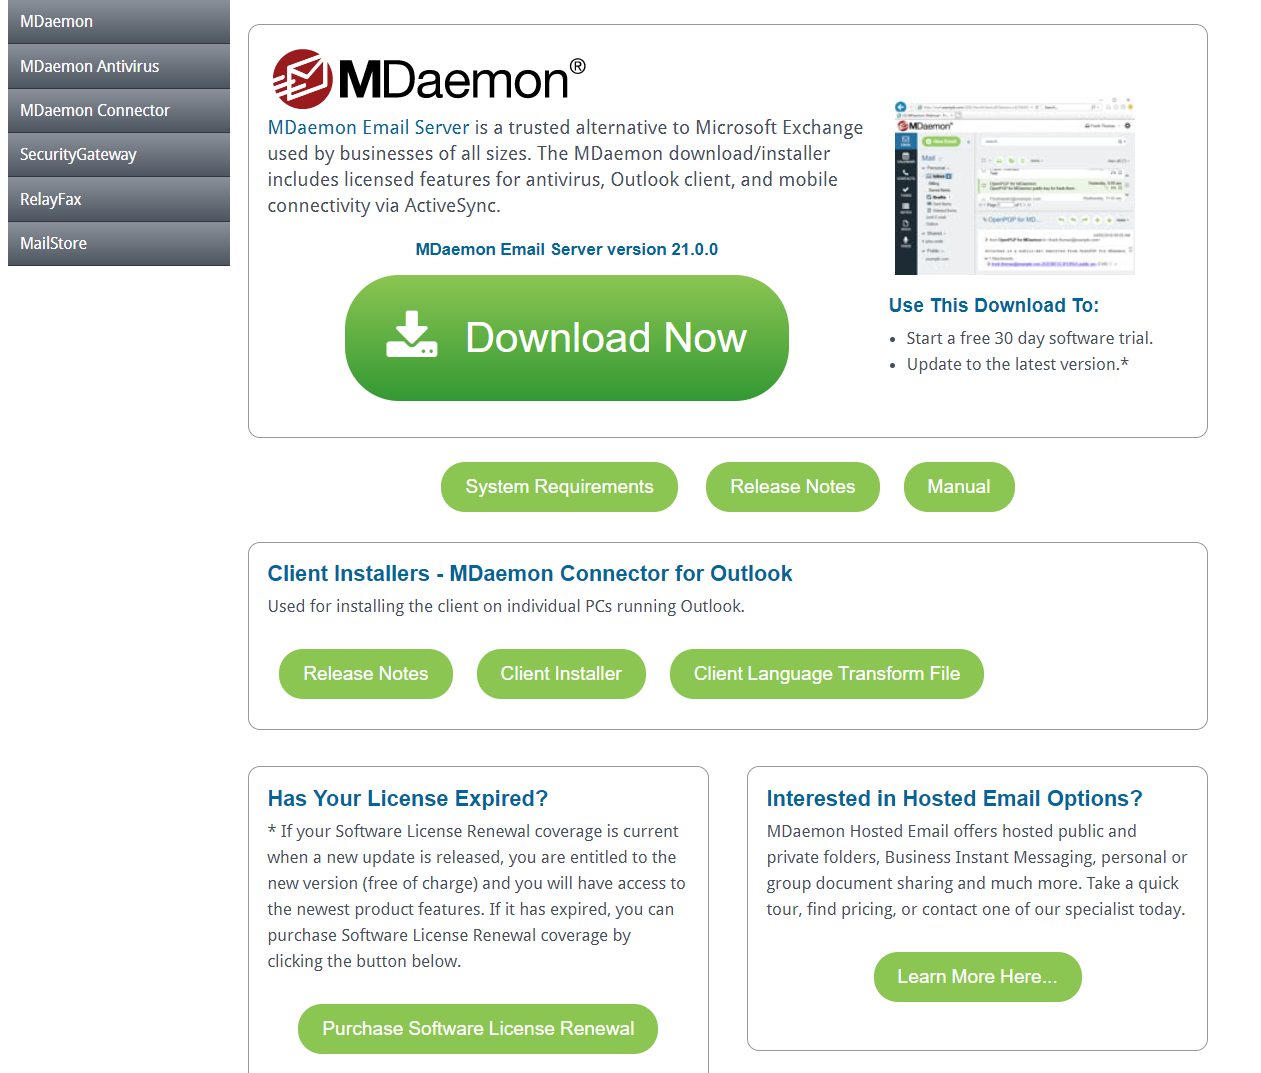 MDaemon
MDaemon Antivirus
MDaemon Connector
SecurityGateway
RelayFax
MailStore
MDaemon®
MDaemon Email Server is a trusted alternative to Microsoft Exchange
used by businesses of all sizes. The MDaemon download/installer
includes licensed features for antivirus, Outlook client, and mobile
connectivity via ActiveSync.
MDaemon Email Server version 21.0.0
Download Now
MDaemon
Mail
Use This Download To:
• Start a free 30 day software trial.
• Update to the latest version.*
System Requirements
Release Notes
Manual
Client Installers - MDaemon Connector for Outlook
Used for installing the client on individual PCs running Outlook.
Release Notes
Client Installer
Client Language Transform File
Has Your License Expired?
* If your Software License Renewal coverage is current
when a new update is released, you are entitled to the
new version (free of charge) and you will have access to
the newest product features. If it has expired, you can
purchase Software License Renewal coverage by
clicking the button below.
Purchase Software License Renewal
Interested in Hosted Email Options?
MDaemon Hosted Email offers hosted public and
private folders, Business Instant Messaging, personal or
group document sharing and much more. Take a quick
tour, find pricing, or contact one of our specialist today.
Learn More Here...